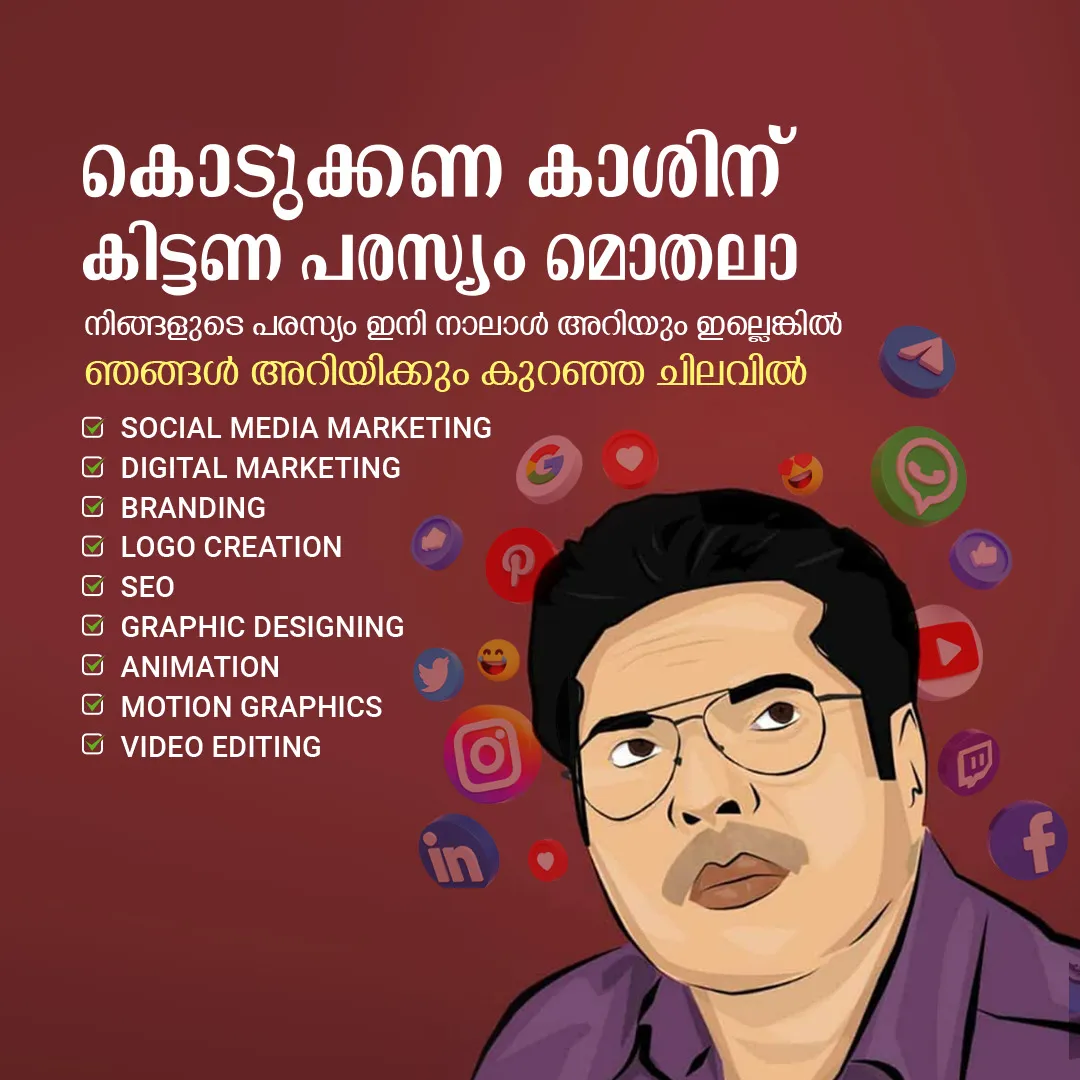 കൊടുക്കണ കാശിന്
കിട്ടണ പരസ്യം മൊതലാ
നിങ്ങളുടെ പരസ്യം ഇനി നാലാൾ അറിയും ഇല്ലെങ്കിൽ
ഞങ്ങൾ അറിയിക്കും കുറഞ്ഞ ചിലവിൽ
SOCIAL MEDIA MARKETING
DIGITAL MARKETING
BRANDING
LOGO CREATION
SEO
GRAPHIC DESIGNING
ANIMATION
MOTION GRAPHICS
VIDEO EDITING
in